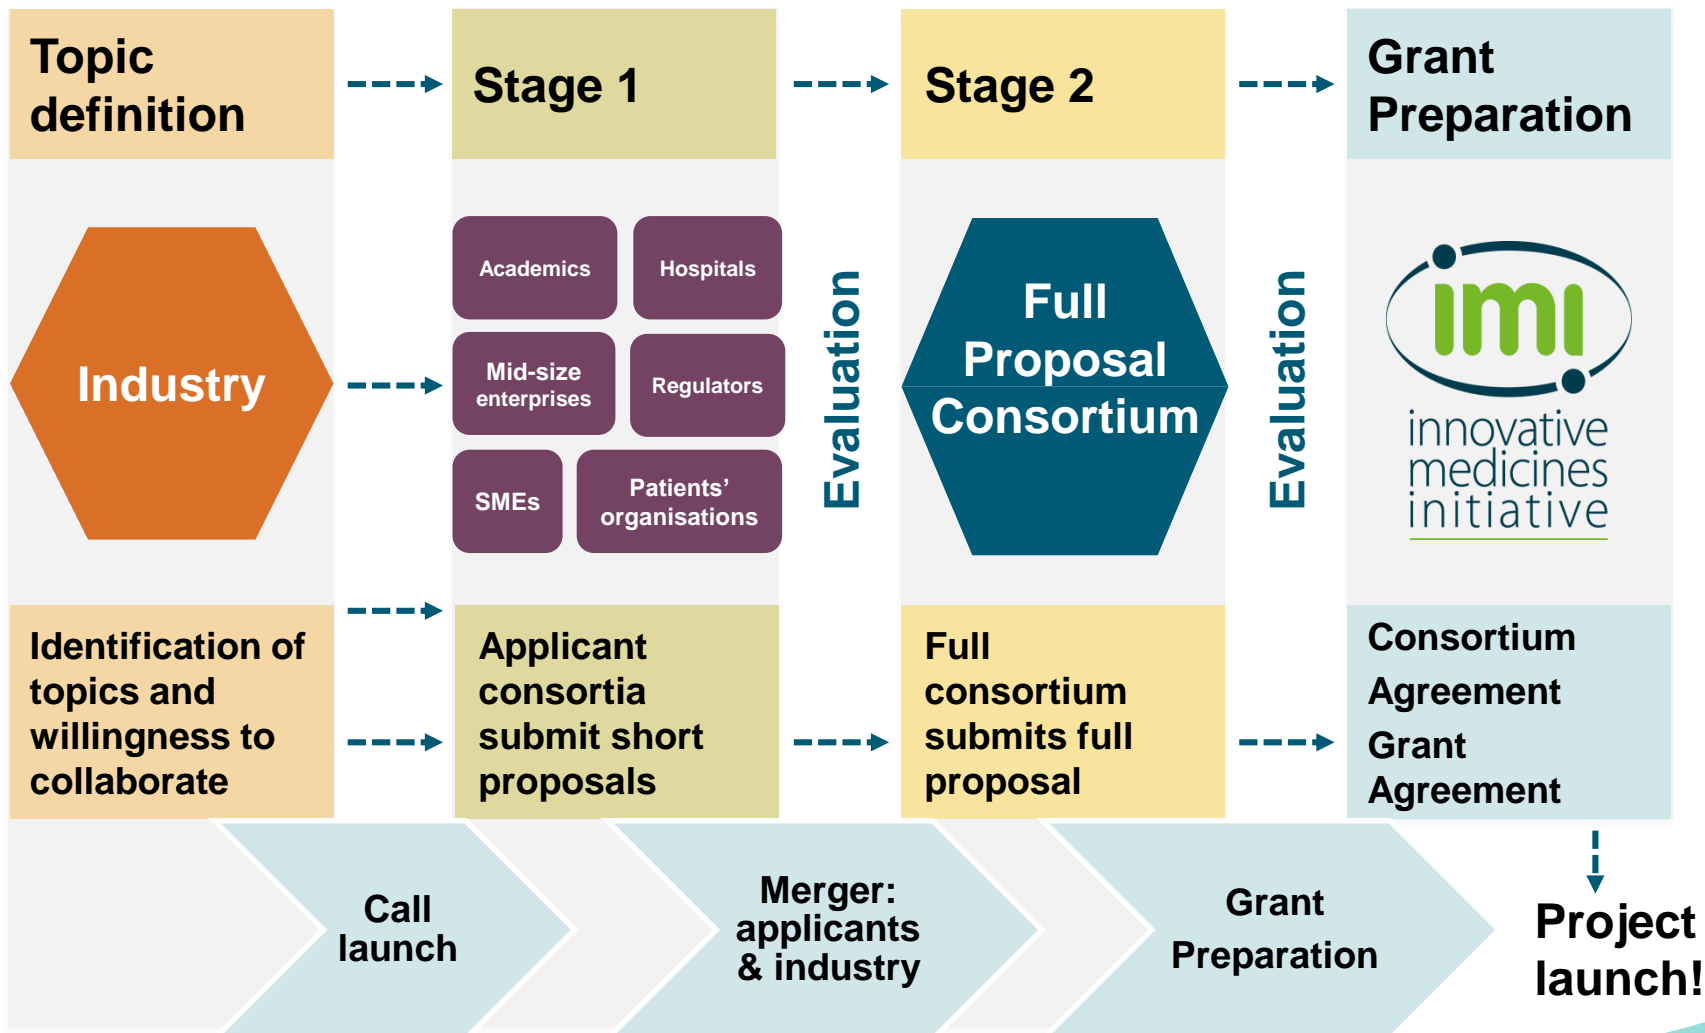 Topic
definition
Stage 1
Stage 2
Grant
Preparation
Industry
Academics
Hospitals
Mid-size
enterprises
Regulators
SMEs
Patients’
organisations
Evaluation
Full
Proposal
Consortium
Evaluation
imi
innovative
medicines
initiative
Identification of
topics and
willingness to
collaborate
Applicant
consortia
submit short
proposals
Full
consortium
submits full
proposal
Consortium
Agreement
Grant
Agreement
Call
launch
Merger:
applicants
& industry
Grant
Preparation
Project
launch!